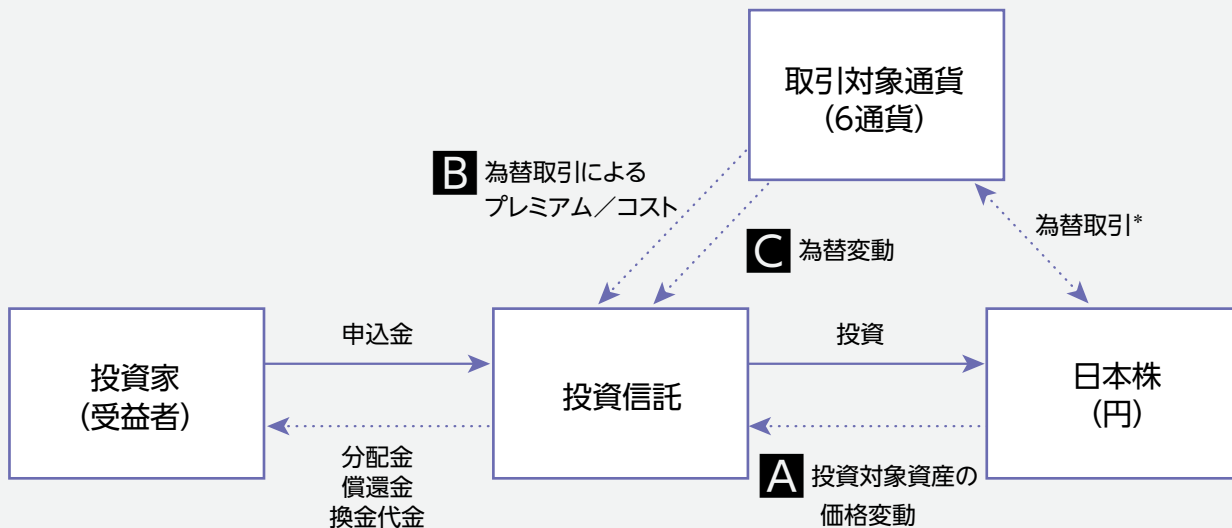 取引対象通貨
(6通貨)
B 為替取引による
プレミアム／コスト
C 為替変動
為替取引*
申込金
投資
投資家
(受益者)
投資信託
日本株
(円)
分配金
償還金
換金代金
A 投資対象資産の
価格変動